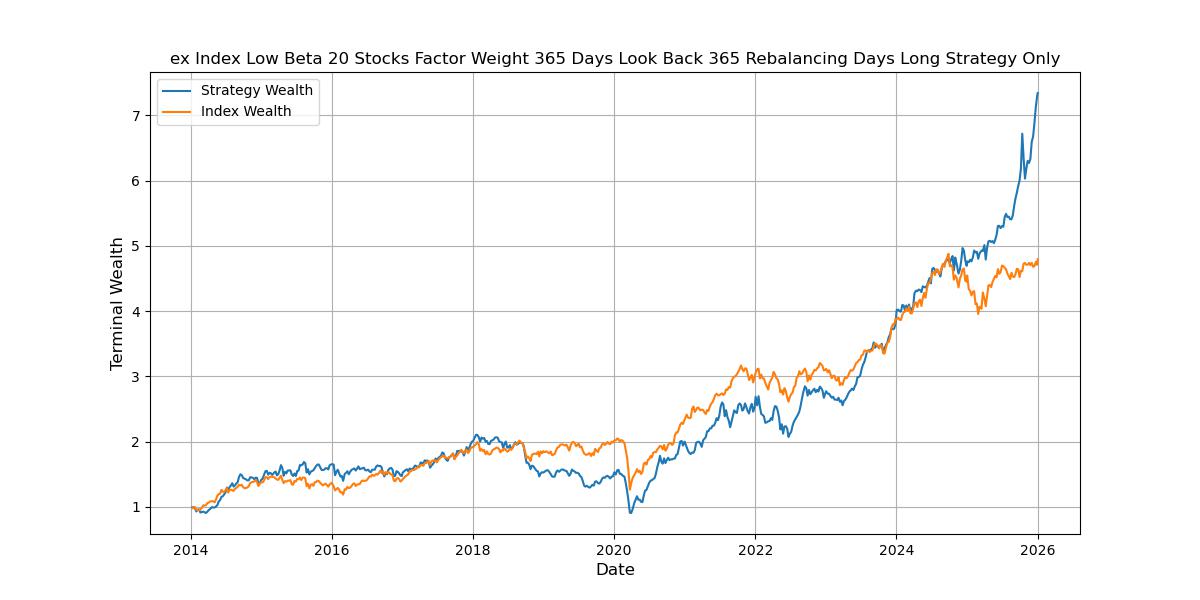 ex Index Low Beta 20 Stocks Factor Weight 365 Days Look Back 365 Rebalancing Days Long Strategy Only
Strategy Wealth
Index Wealth
Terminal Wealth
7
6
5
4
3
2
1
2014 2016 2018 2020 2022 2024 2026
Date